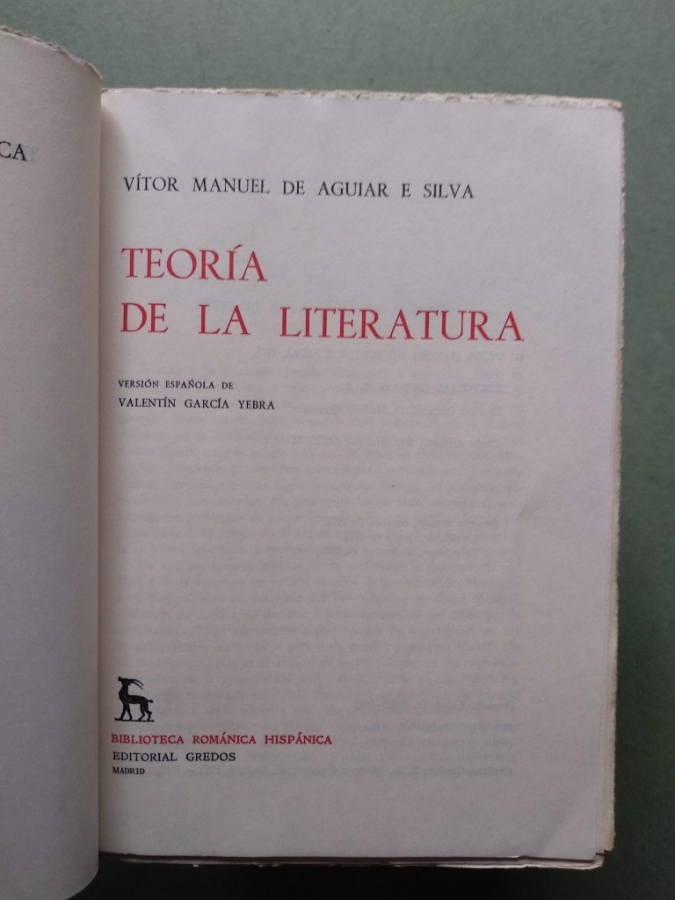 CA
VÍTOR MANUEL DE AGUIAR E SILVA
TEORÍA
DE LA LITERATURA
VERSIÓN ESPAÑOLA DE
VALENTÍN GARCÍA YEBRA
BIBLIOTECA ROMÁNICA HISPÁNICA
EDITORIAL GREDOS
MADRID